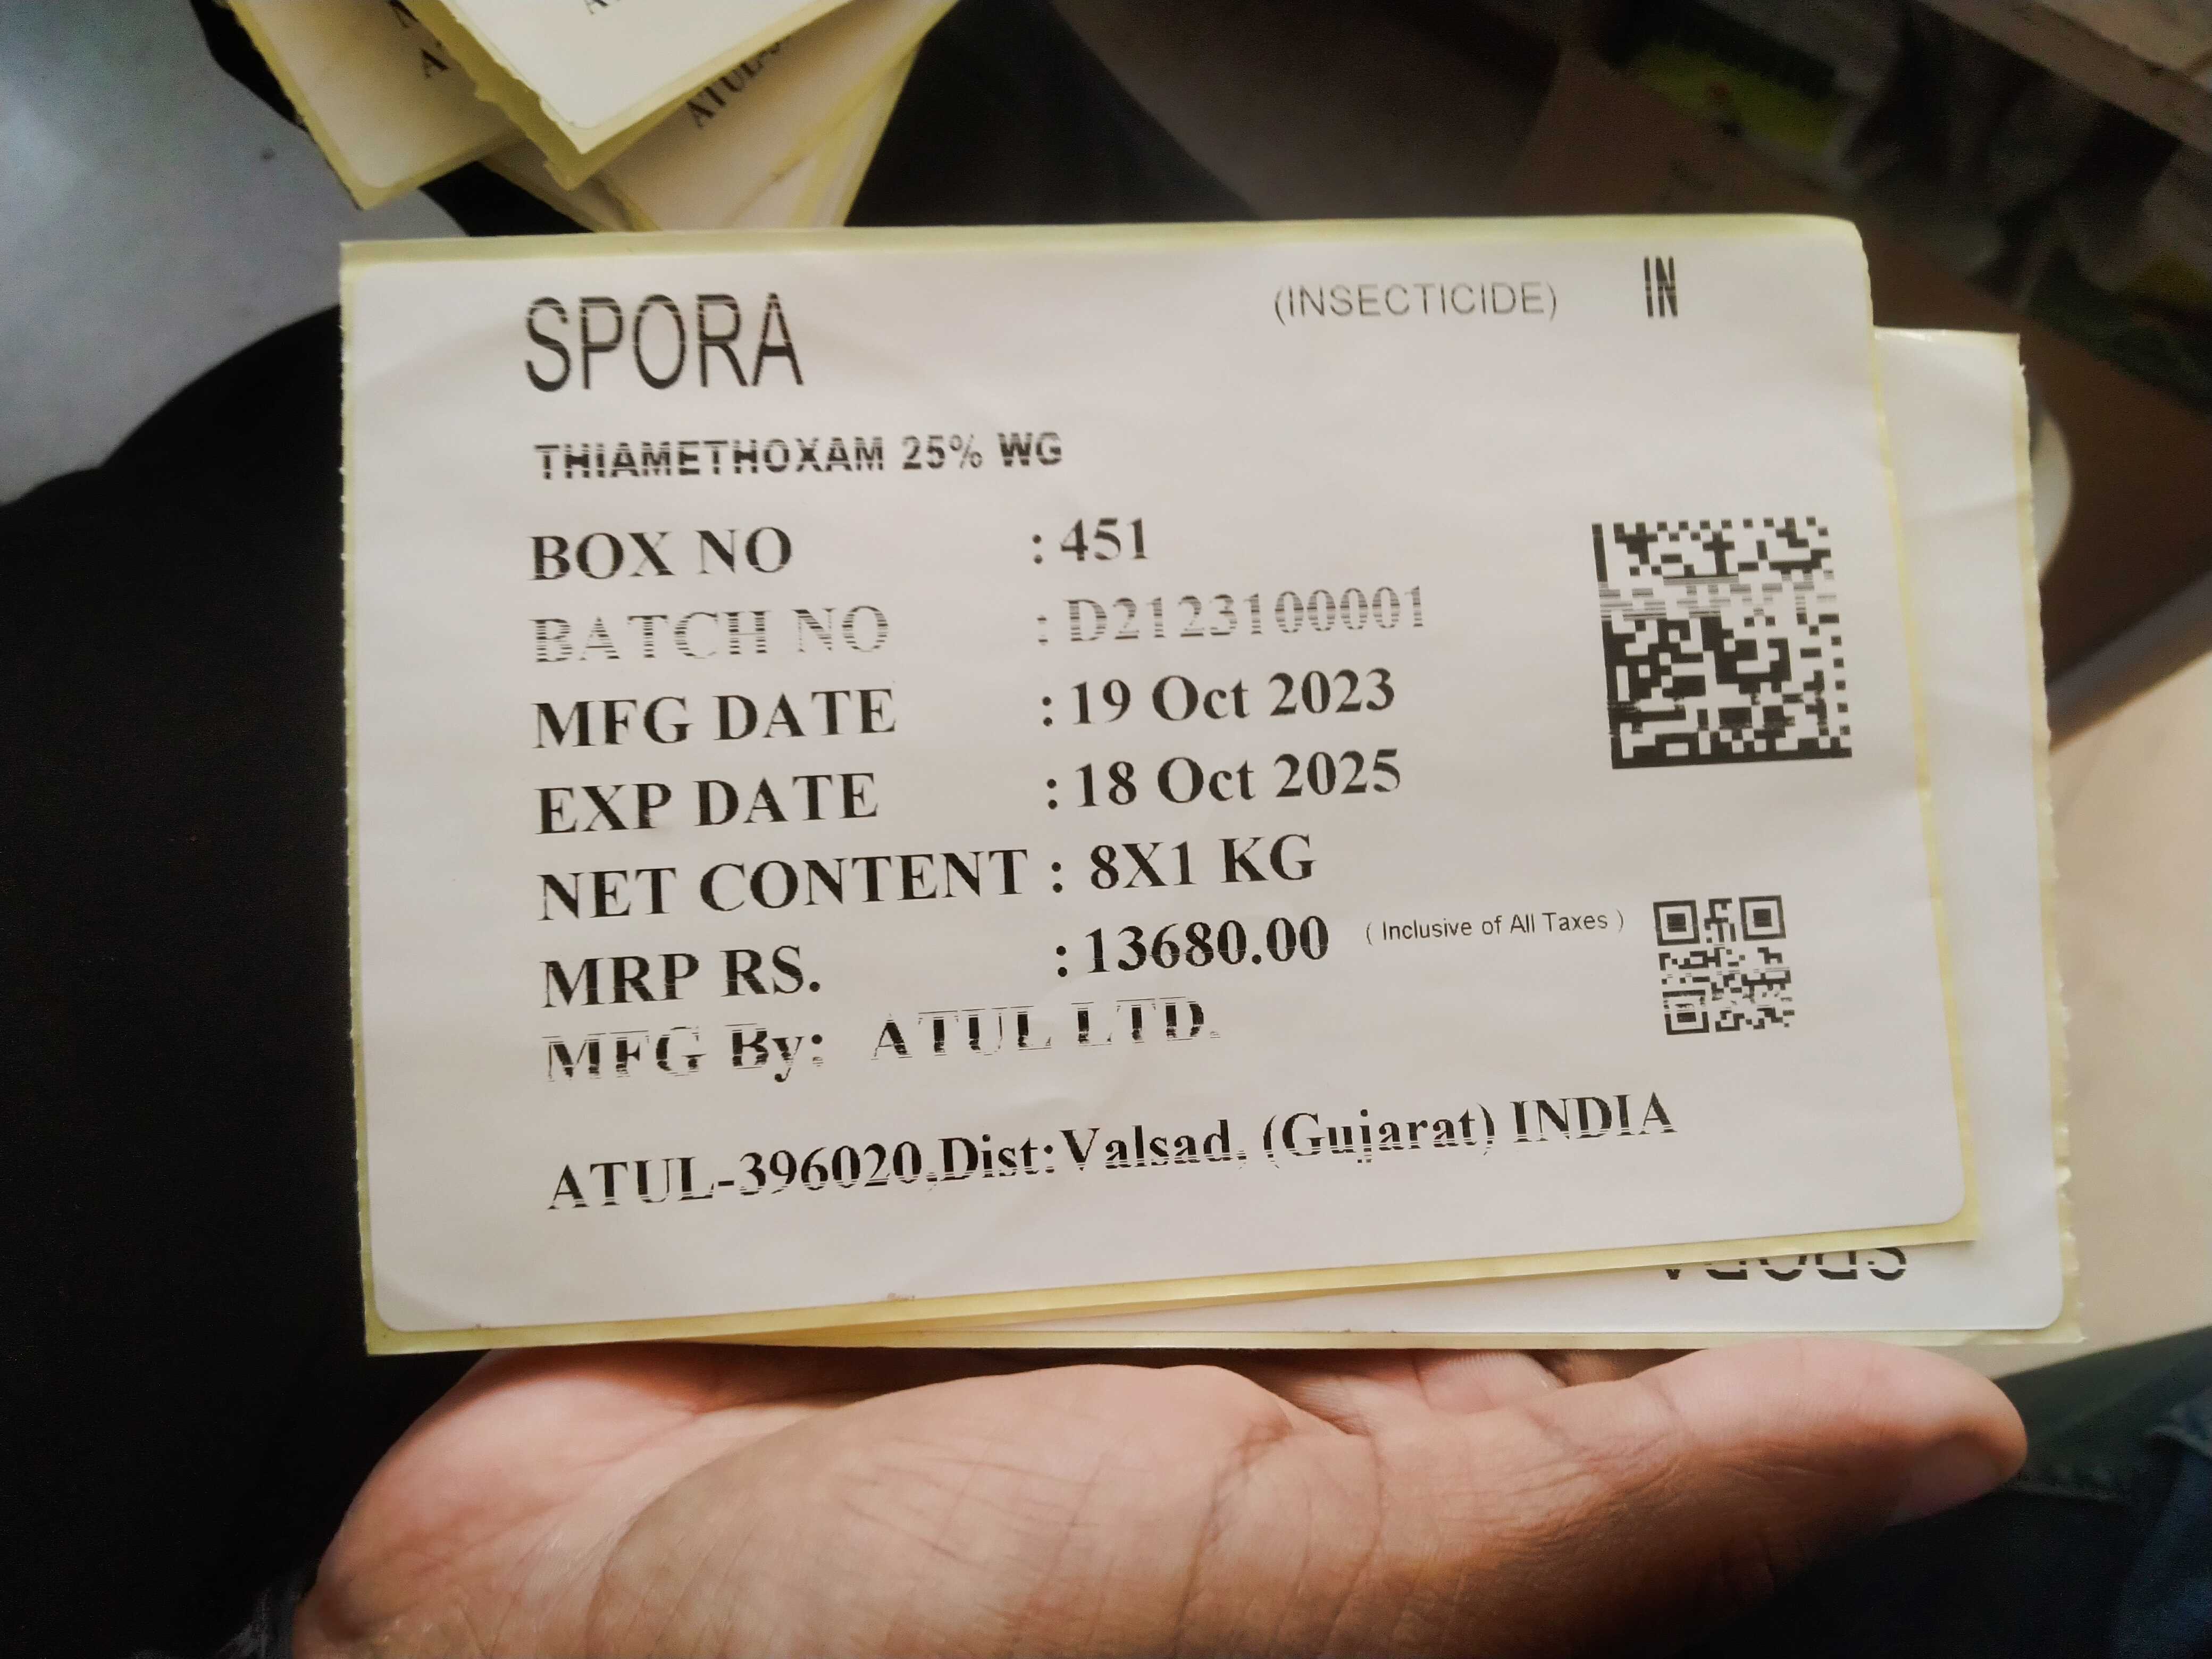 SPORA (INSECTICIDE) IN
THIAMETHOXAM 25% WG
BOX NO : 451
BATCH NO : D2123100001
MFG DATE : 19 Oct 2023
EXP DATE : 18 Oct 2025
NET CONTENT : 8X1 KG
MRP RS. : 13680.00 ( Inclusive of All Taxes )
MFG By: ATUL LTD.
ATUL-396020,Dist:Valsad, (Gujarat) INDIA
SPORA